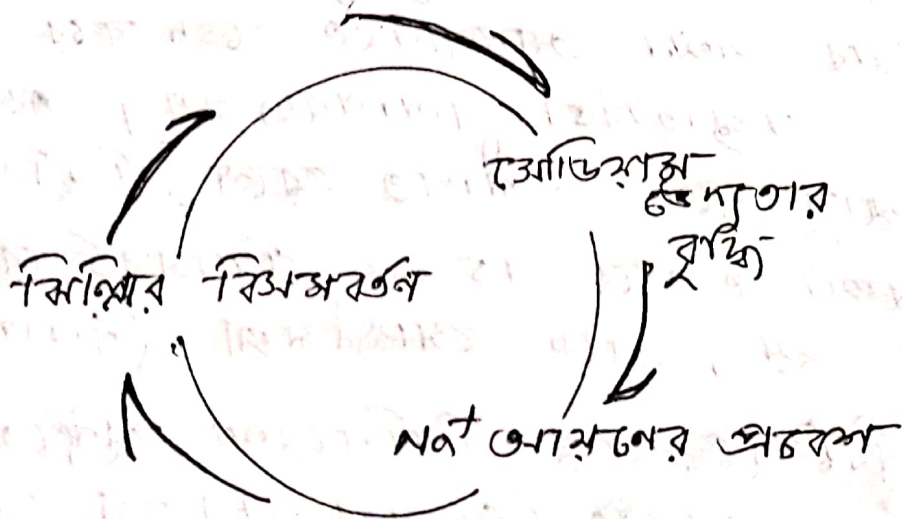 সোডিয়াম
ভেদ্যতার
বৃদ্ধি
ঝিল্লির বিসমবর্তন
Na⁺ আয়ণের প্রবেশ